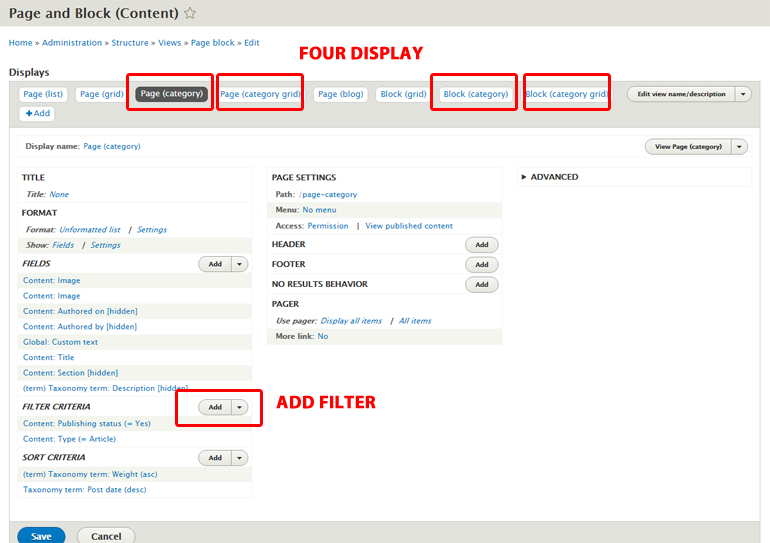 Page and Block (Content)
Home » Administration » Structure » Views » Page block » Edit
FOUR DISPLAY
Displays
Page (list) Page (grid) Page (category) Page (category grid) Page (blog) Block (grid) Block (category) Block (category grid) Edit view name/description
+Add
Display name: Page (category) View Page (category)
TITLE
Title: None
FORMAT
Format: Unformatted list | Settings
Show: Fields | Settings
FIELDS Add
Content: Image
Content: Image
Content: Authored on [hidden]
Content: Authored by [hidden]
Global: Custom text
Content: Title
Content: Section [hidden]
(term) Taxonomy term: Description [hidden]
FILTER CRITERIA Add
Content: Publishing status (= Yes)
Content: Type (= Article)
SORT CRITERIA Add
(term) Taxonomy term: Weight (asc)
Taxonomy term: Post date (desc)
PAGE SETTINGS
Path: /page-category
Menu: No menu
Access: Permission | View published content
HEADER Add
FOOTER Add
NO RESULTS BEHAVIOR Add
PAGER
Use pager: Display all items | All items
More link: No
ADD FILTER
ADVANCED
Save Cancel